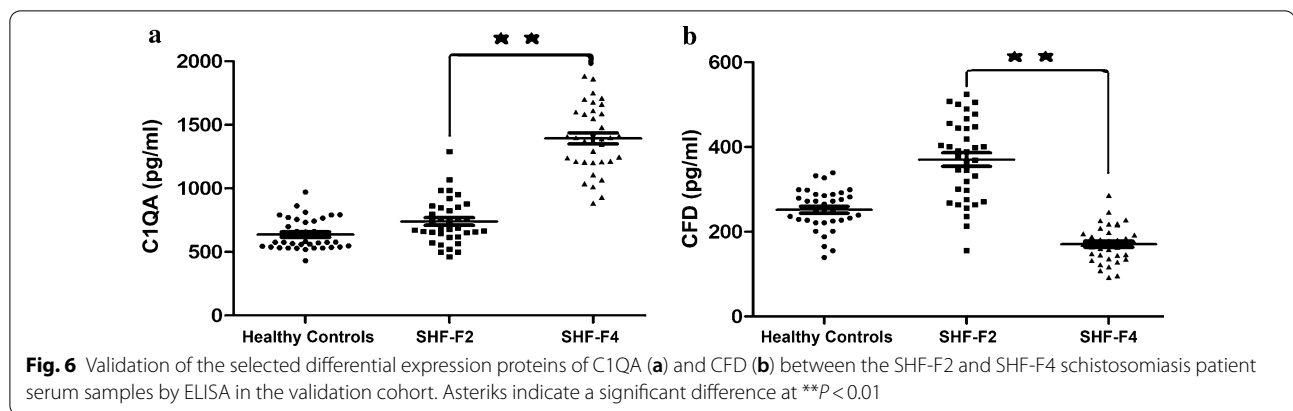 a
2000
1500
1000
500
0
C1QA (pg/ml)
★ ★
Healthy Controls SHF-F2 SHF-F4
b
600
400
200
0
CFD (pg/ml)
★ ★
Healthy Controls SHF-F2 SHF-F4
Fig. 6 Validation of the selected differential expression proteins of C1QA (a) and CFD (b) between the SHF-F2 and SHF-F4 schistosomiasis patient
serum samples by ELISA in the validation cohort. Asteriks indicate a significant difference at **P < 0.01